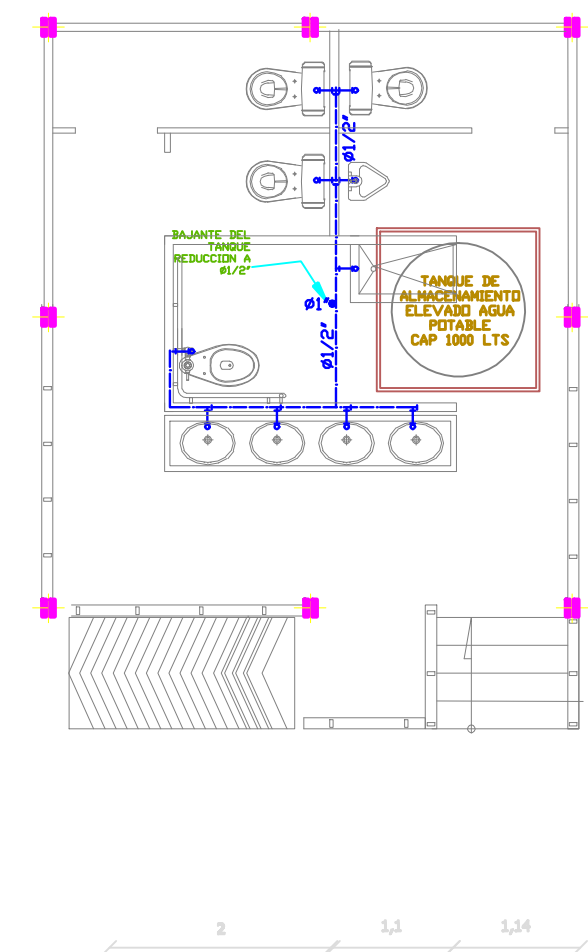 Ø1/2"
BAJANTE DEL
TANQUE
REDUCCION A
Ø1/2"
TANQUE DE
ALMACENAMIENTO
ELEVADO AGUA
POTABLE
CAP 1000 LTS
Ø1"
Ø1/2"
2
1,1
1,14